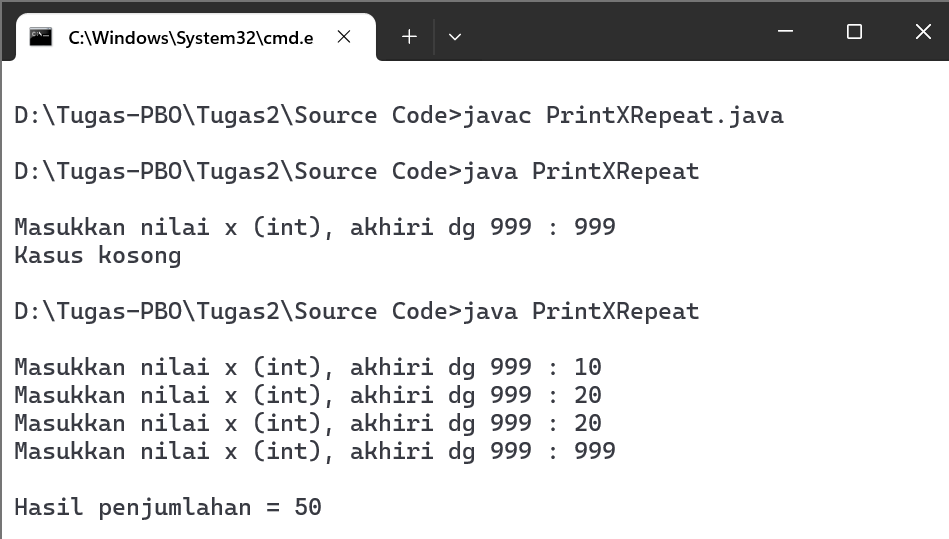 C:\Windows\System32\cmd.e
D:\Tugas-PBO\Tugas2\Source Code>javac PrintXRepeat.java
D:\Tugas-PBO\Tugas2\Source Code>java PrintXRepeat
Masukkan nilai x (int), akhiri dg 999 : 999
Kasus kosong
D:\Tugas-PBO\Tugas2\Source Code>java PrintXRepeat
Masukkan nilai x (int), akhiri dg 999 : 10
Masukkan nilai x (int), akhiri dg 999 : 20
Masukkan nilai x (int), akhiri dg 999 : 20
Masukkan nilai x (int), akhiri dg 999 : 999
Hasil penjumlahan = 50